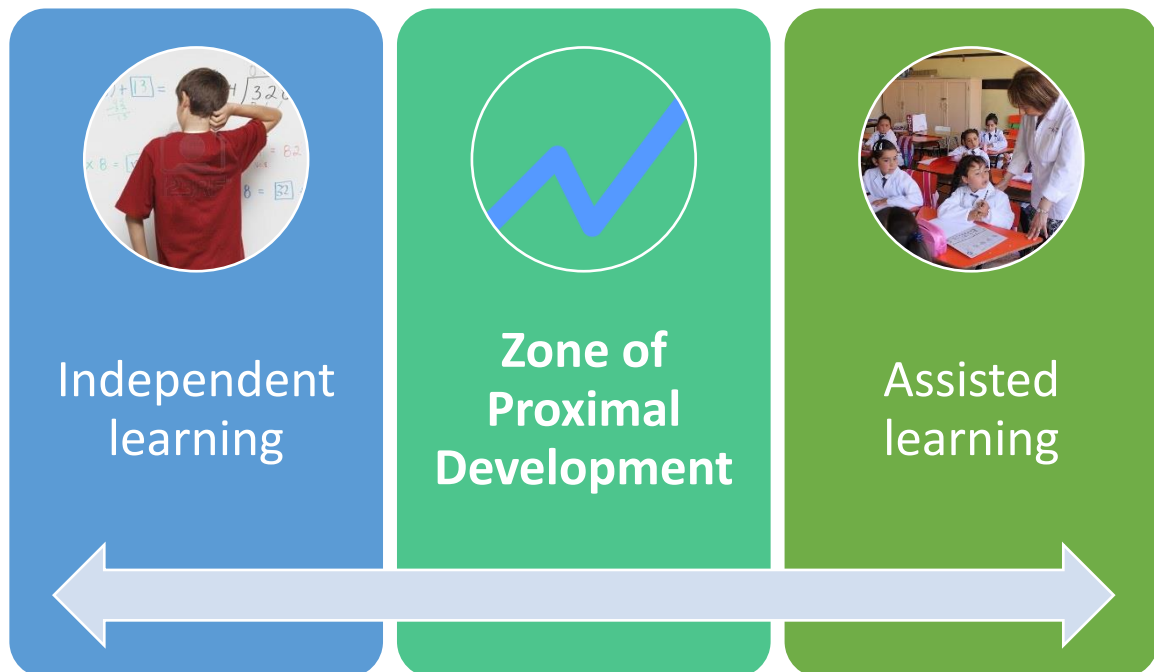 Independent
learning
Zone of
Proximal
Development
Assisted
learning